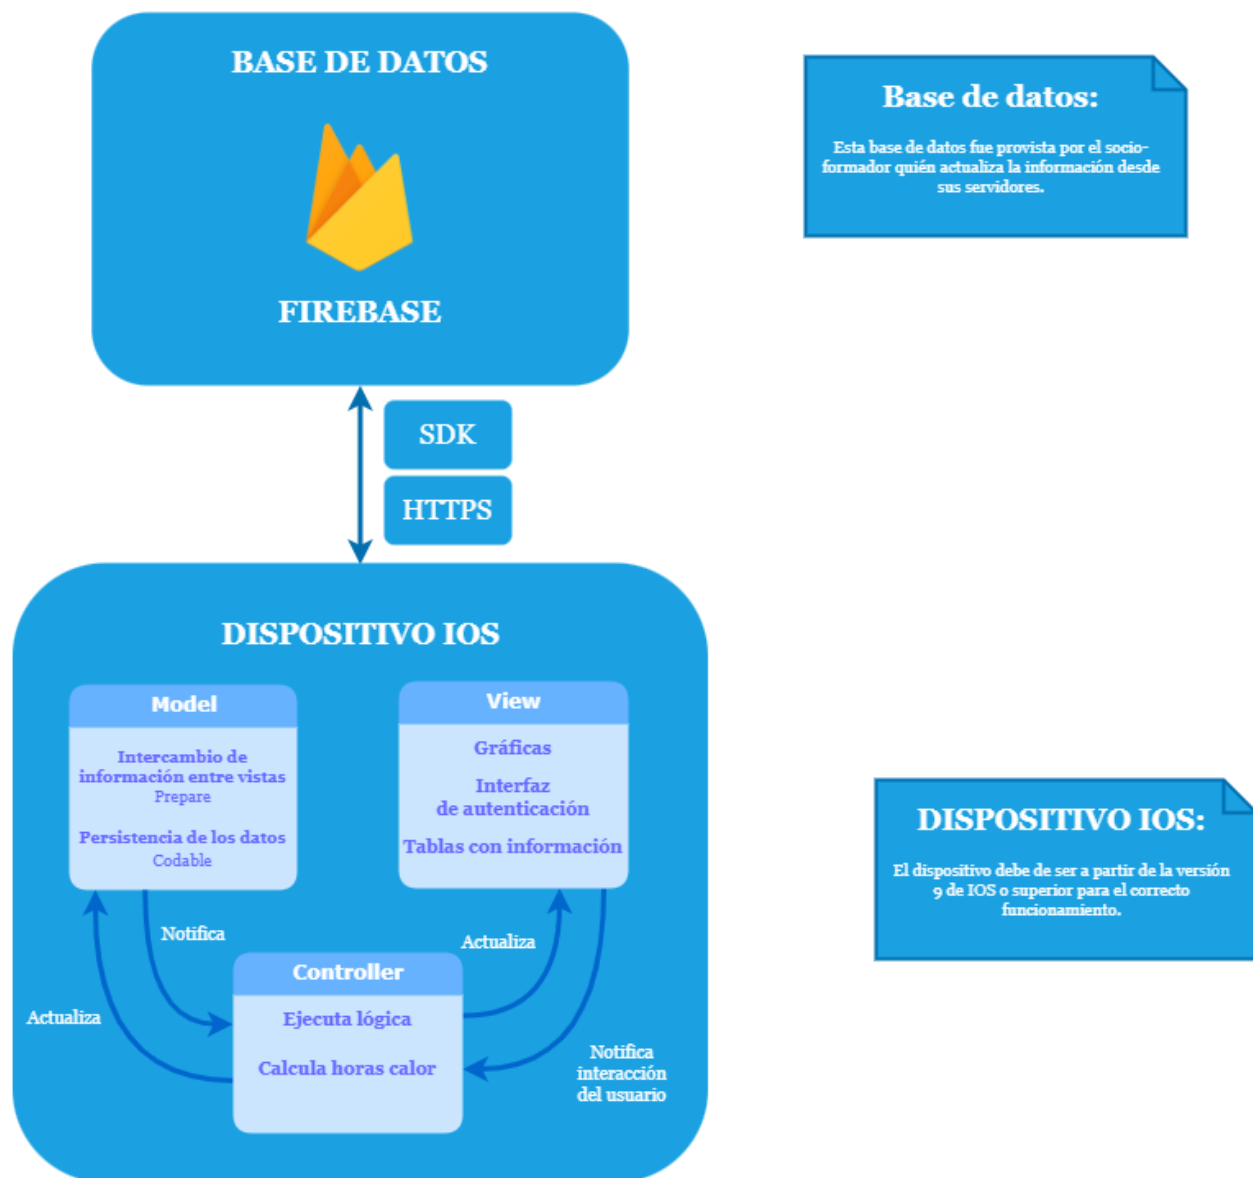 BASE DE DATOS
FIREBASE
Base de datos:
Esta base de datos fue provista por el socio-
formador quién actualiza la información desde
sus servidores.
SDK
HTTPS
DISPOSITIVO IOS
Model
Intercambio de
información entre vistas
Prepare
Persistencia de los datos
Codable
View
Gráficas
Interfaz
de autenticación
Tablas con información
Notifica
Actualiza
Actualiza
Controller
Ejecuta lógica
Calcula horas calor
Notifica
interacción
del usuario
DISPOSITIVO IOS:
El dispositivo debe de ser a partir de la versión
9 de IOS o superior para el correcto
funcionamiento.